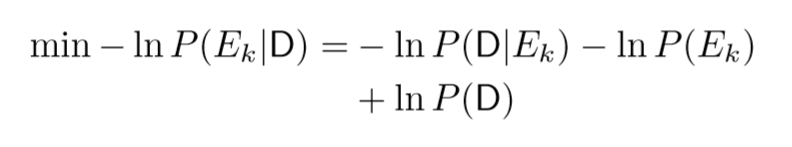 min − ln P(E_k|D) = − ln P(D|E_k) − ln P(E_k)
+ ln P(D)